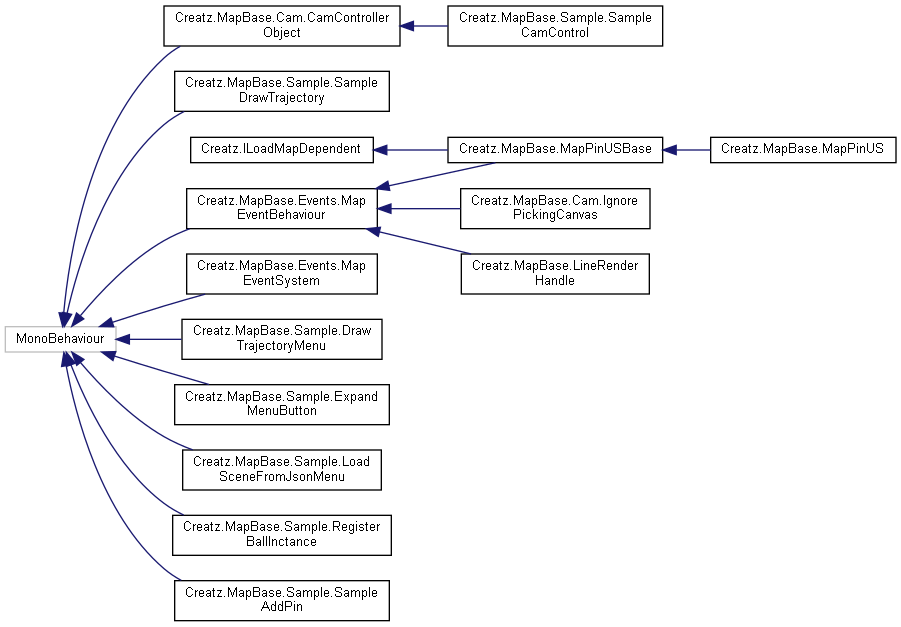 Creatz.MapBase.Cam.CamController
Object
Creatz.MapBase.Sample.Sample
CamControl
Creatz.MapBase.Sample.Sample
DrawTrajectory
Creatz.ILoadMapDependent
Creatz.MapBase.MapPinUSBase
Creatz.MapBase.MapPinUS
Creatz.MapBase.Events.Map
EventBehaviour
Creatz.MapBase.Cam.Ignore
PickingCanvas
Creatz.MapBase.Events.Map
EventSystem
Creatz.MapBase.LineRender
Handle
MonoBehaviour
Creatz.MapBase.Sample.Draw
TrajectoryMenu
Creatz.MapBase.Sample.Expand
MenuButton
Creatz.MapBase.Sample.Load
SceneFromJsonMenu
Creatz.MapBase.Sample.Register
BallInctance
Creatz.MapBase.Sample.Sample
AddPin